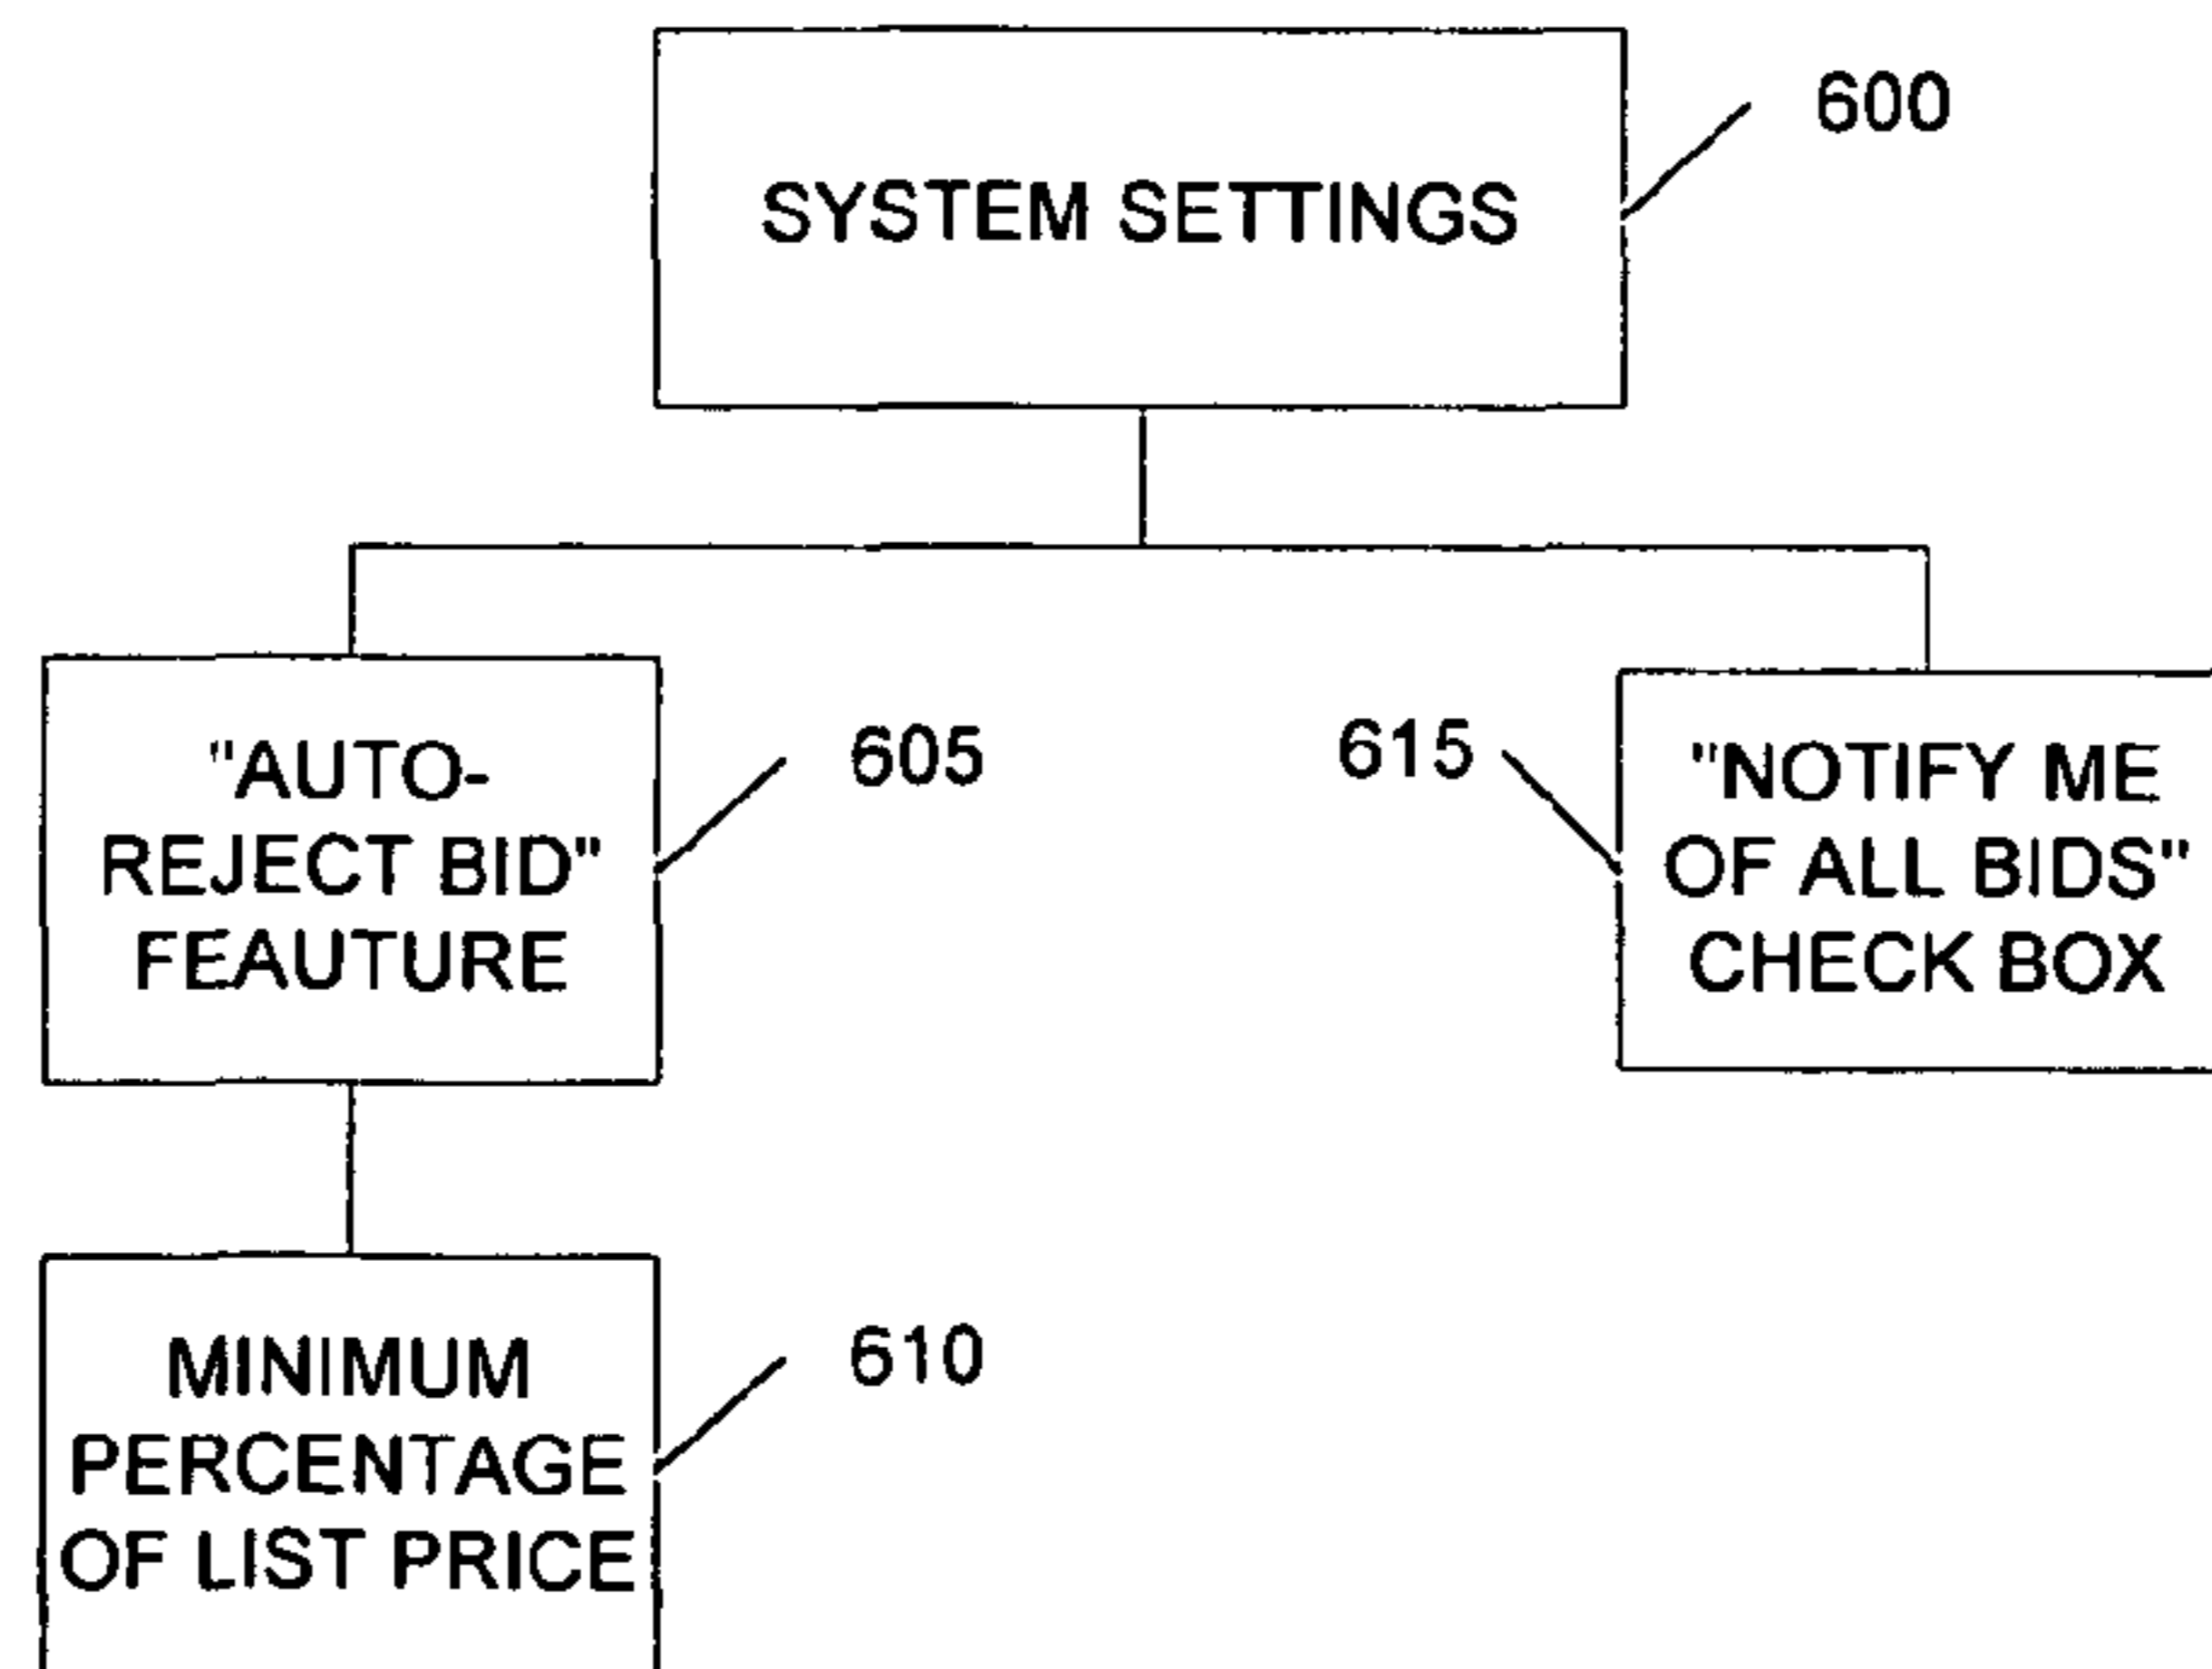 SYSTEM SETTINGS
600
"AUTO-
REJECT BID"
FEAUTURE
605
615
"NOTIFY ME
OF ALL BIDS"
CHECK BOX
MINIMUM
PERCENTAGE
OF LIST PRICE
610